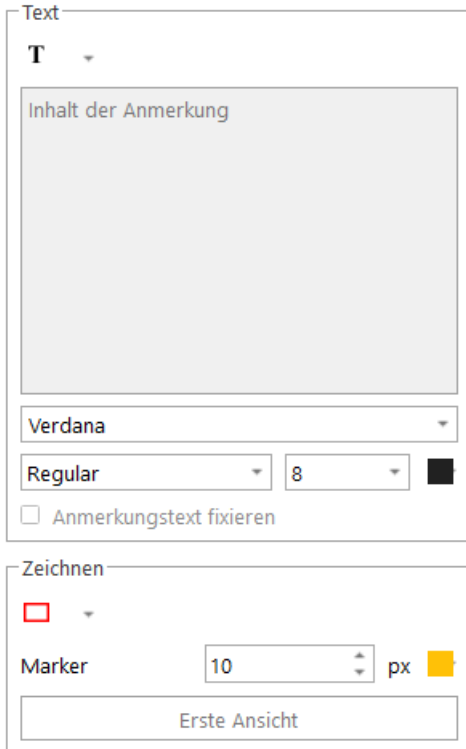 Text
T
Inhalt der Anmerkung
Verdana
Regular 8
Anmerkungstext fixieren
Zeichnen
Marker 10 px
Erste Ansicht